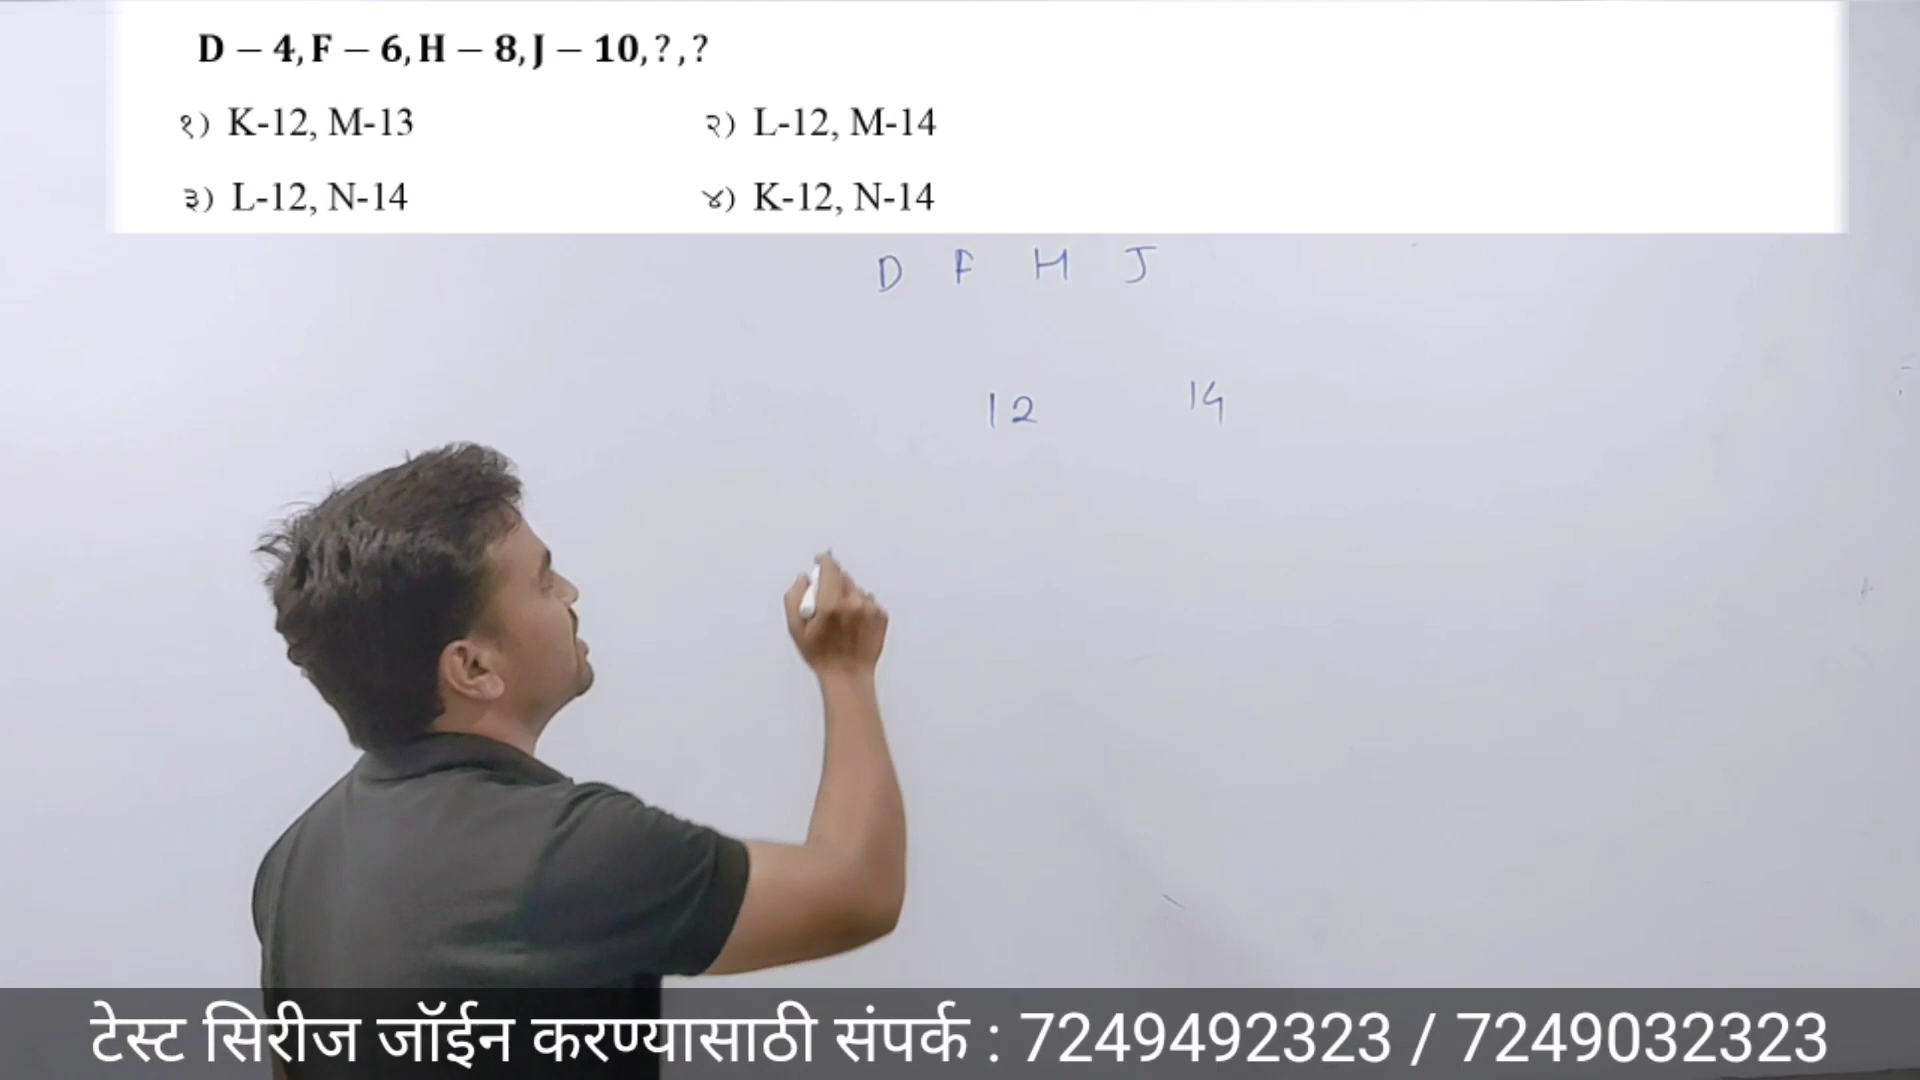 D – 4, F – 6, H – 8, J – 10, ? , ?
१) K-12, M-13 २) L-12, M-14
३) L-12, N-14 ४) K-12, N-14
D F H J
12 14
टेस्ट सिरीज जॉईन करण्यासाठी संपर्क : 7249492323 / 7249032323